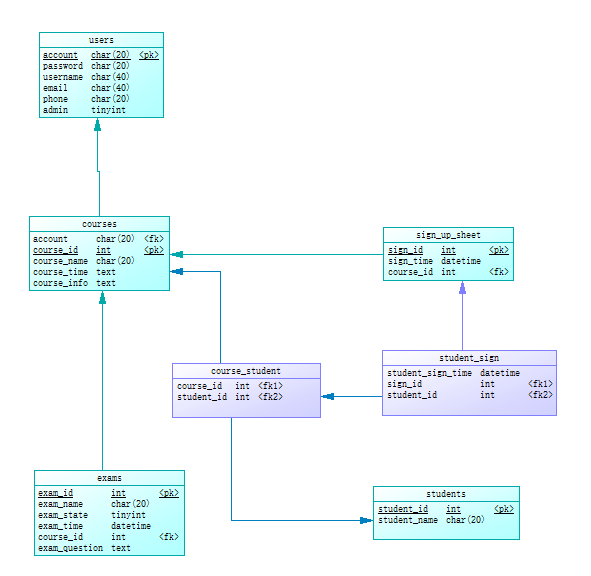 users
account char(20) <pk>
password char(20)
username char(40)
email char(40)
phone char(20)
admin tinyint
courses
account char(20) <fk>
course_id int <pk>
course_name char(20)
course_time text
course_info text
sign_up_sheet
sign_id int <pk>
sign_time datetime
course_id int <fk>
course_student
course_id int <fk1>
student_id int <fk2>
student_sign
student_sign_time datetime
sign_id int <fk1>
student_id int <fk2>
exams
exam_id int <pk>
exam_name char(20)
exam_state tinyint
exam_time datetime
course_id int <fk>
exam_question text
students
student_id int <pk>
student_name char(20)